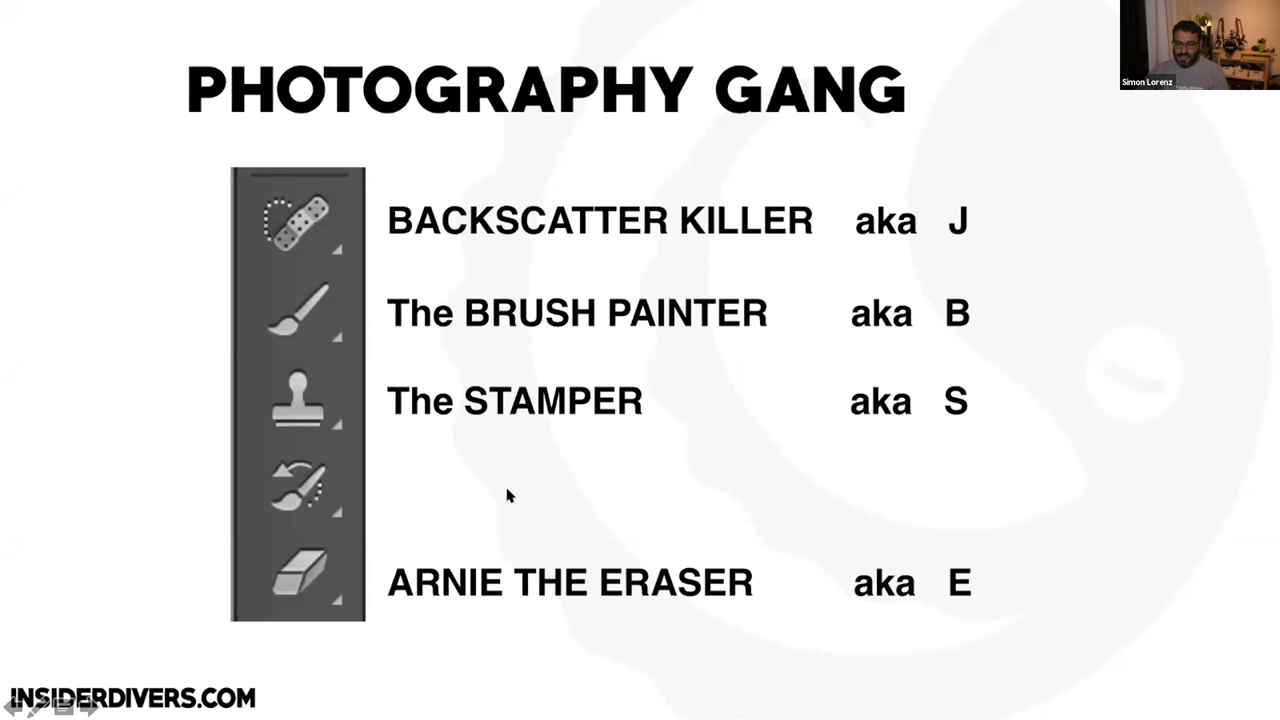 Simon Lorenz
PHOTOGRAPHY GANG
BACKSCATTER KILLER aka J
The BRUSH PAINTER aka B
The STAMPER aka S
ARNIE THE ERASER aka E
INSIDERDIVERS.COM